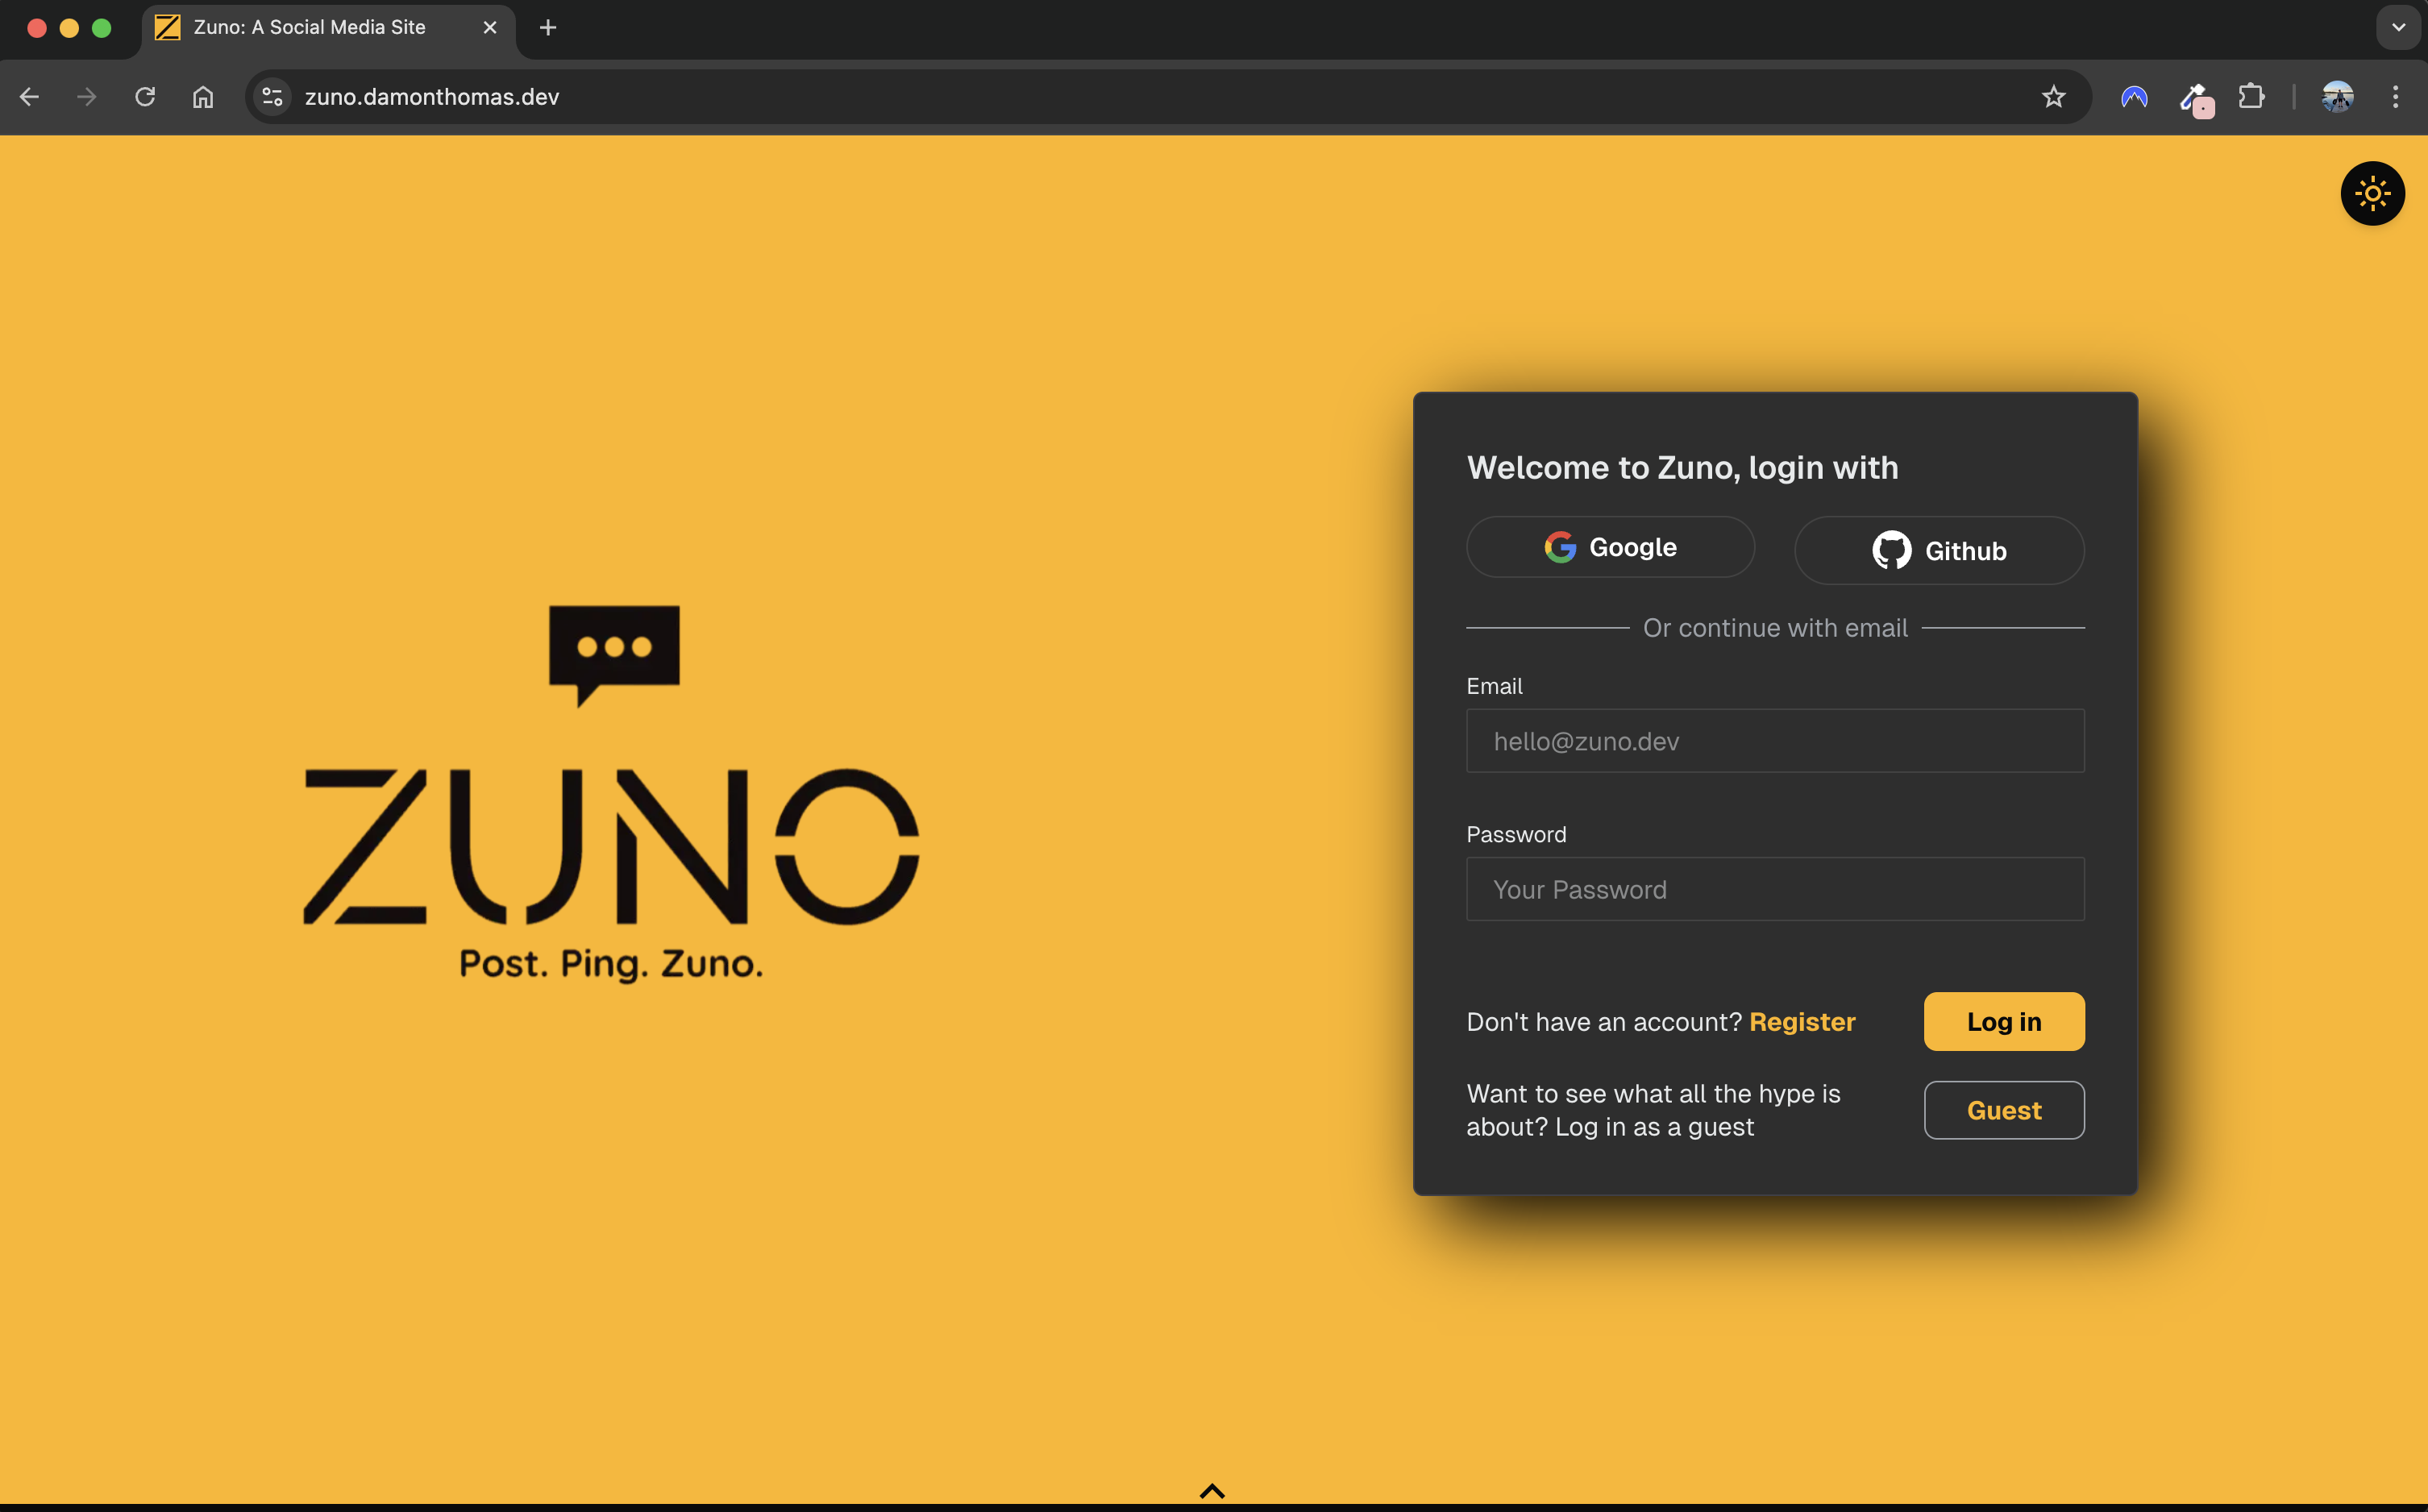 Zuno: A Social Media Site
zuno.damonthomas.dev
ZUNO
Post. Ping. Zuno.
Welcome to Zuno, login with
Google
Github
Or continue with email
Email
hello@zuno.dev
Password
Your Password
Don't have an account? Register
Log in
Want to see what all the hype is
about? Log in as a guest
Guest